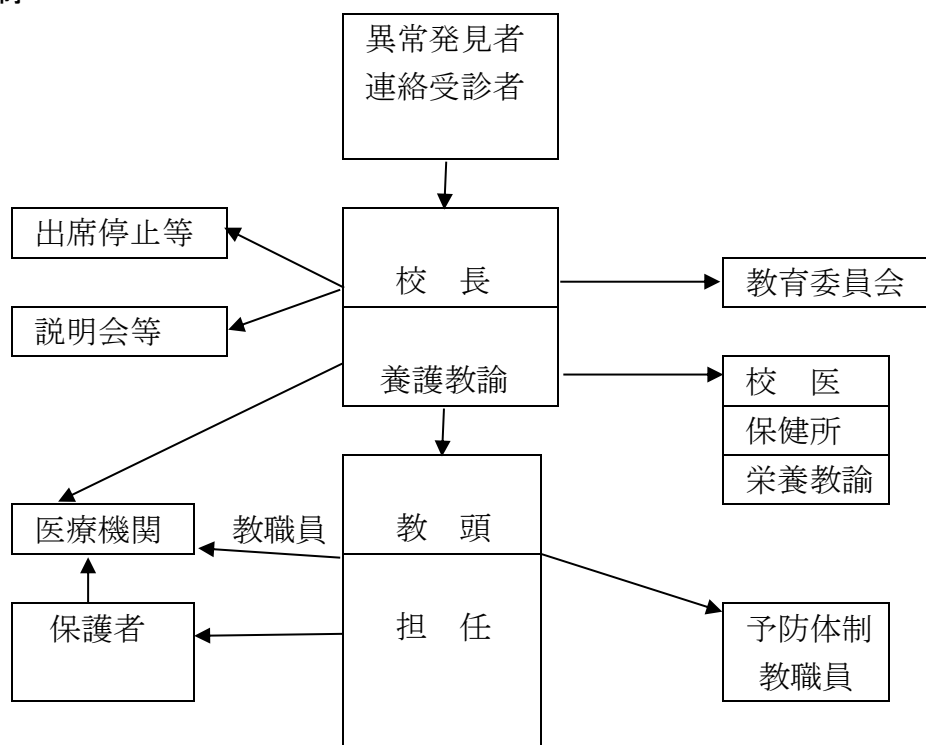 異常発見者
連絡受診者
出席停止等
校　長
教育委員会
説明会等
養護教諭
校　医
保健所
栄養教諭
医療機関
教職員
教　頭
保護者
担　任
予防体制
教職員